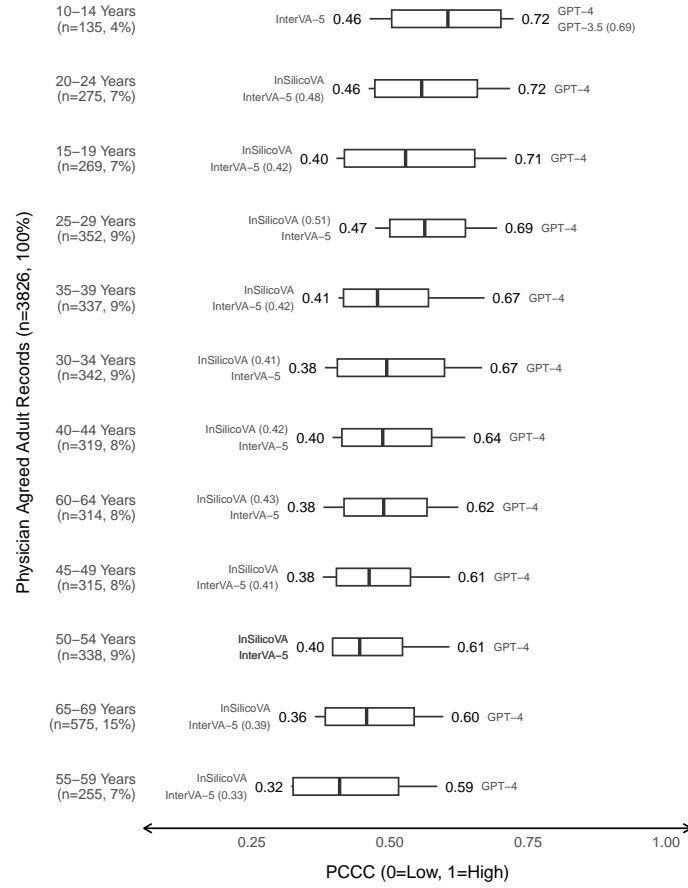 10–14 Years
(n=135, 4%)
InterVA−5 0.46
0.72 GPT−4
GPT−3.5 (0.69)
20–24 Years
(n=275, 7%)
InSilicoVA
InterVA−5 (0.48)
0.46
0.72 GPT−4
15–19 Years
(n=269, 7%)
InSilicoVA
InterVA−5 (0.42)
0.40
0.71 GPT−4
25–29 Years
(n=352, 9%)
InSilicoVA (0.51)
InterVA−5
0.47
0.69 GPT−4
35–39 Years
(n=337, 9%)
InSilicoVA
InterVA−5 (0.42)
0.41
0.67 GPT−4
30–34 Years
(n=342, 9%)
InSilicoVA (0.41)
InterVA−5
0.38
0.67 GPT−4
40–44 Years
(n=319, 8%)
InSilicoVA (0.42)
InterVA−5
0.40
0.64 GPT−4
60–64 Years
(n=314, 8%)
InSilicoVA (0.43)
InterVA−5
0.38
0.62 GPT−4
45–49 Years
(n=315, 8%)
InSilicoVA
InterVA−5 (0.41)
0.38
0.61 GPT−4
50–54 Years
(n=338, 9%)
InSilicoVA
InterVA−5
0.40
0.61 GPT−4
65–69 Years
(n=575, 15%)
InSilicoVA
InterVA−5 (0.39)
0.36
0.60 GPT−4
55–59 Years
(n=255, 7%)
InSilicoVA
InterVA−5 (0.33)
0.32
0.59 GPT−4
Physician Agreed Adult Records (n=3826, 100%)
0.25 0.50 0.75 1.00
PCCC (0=Low, 1=High)